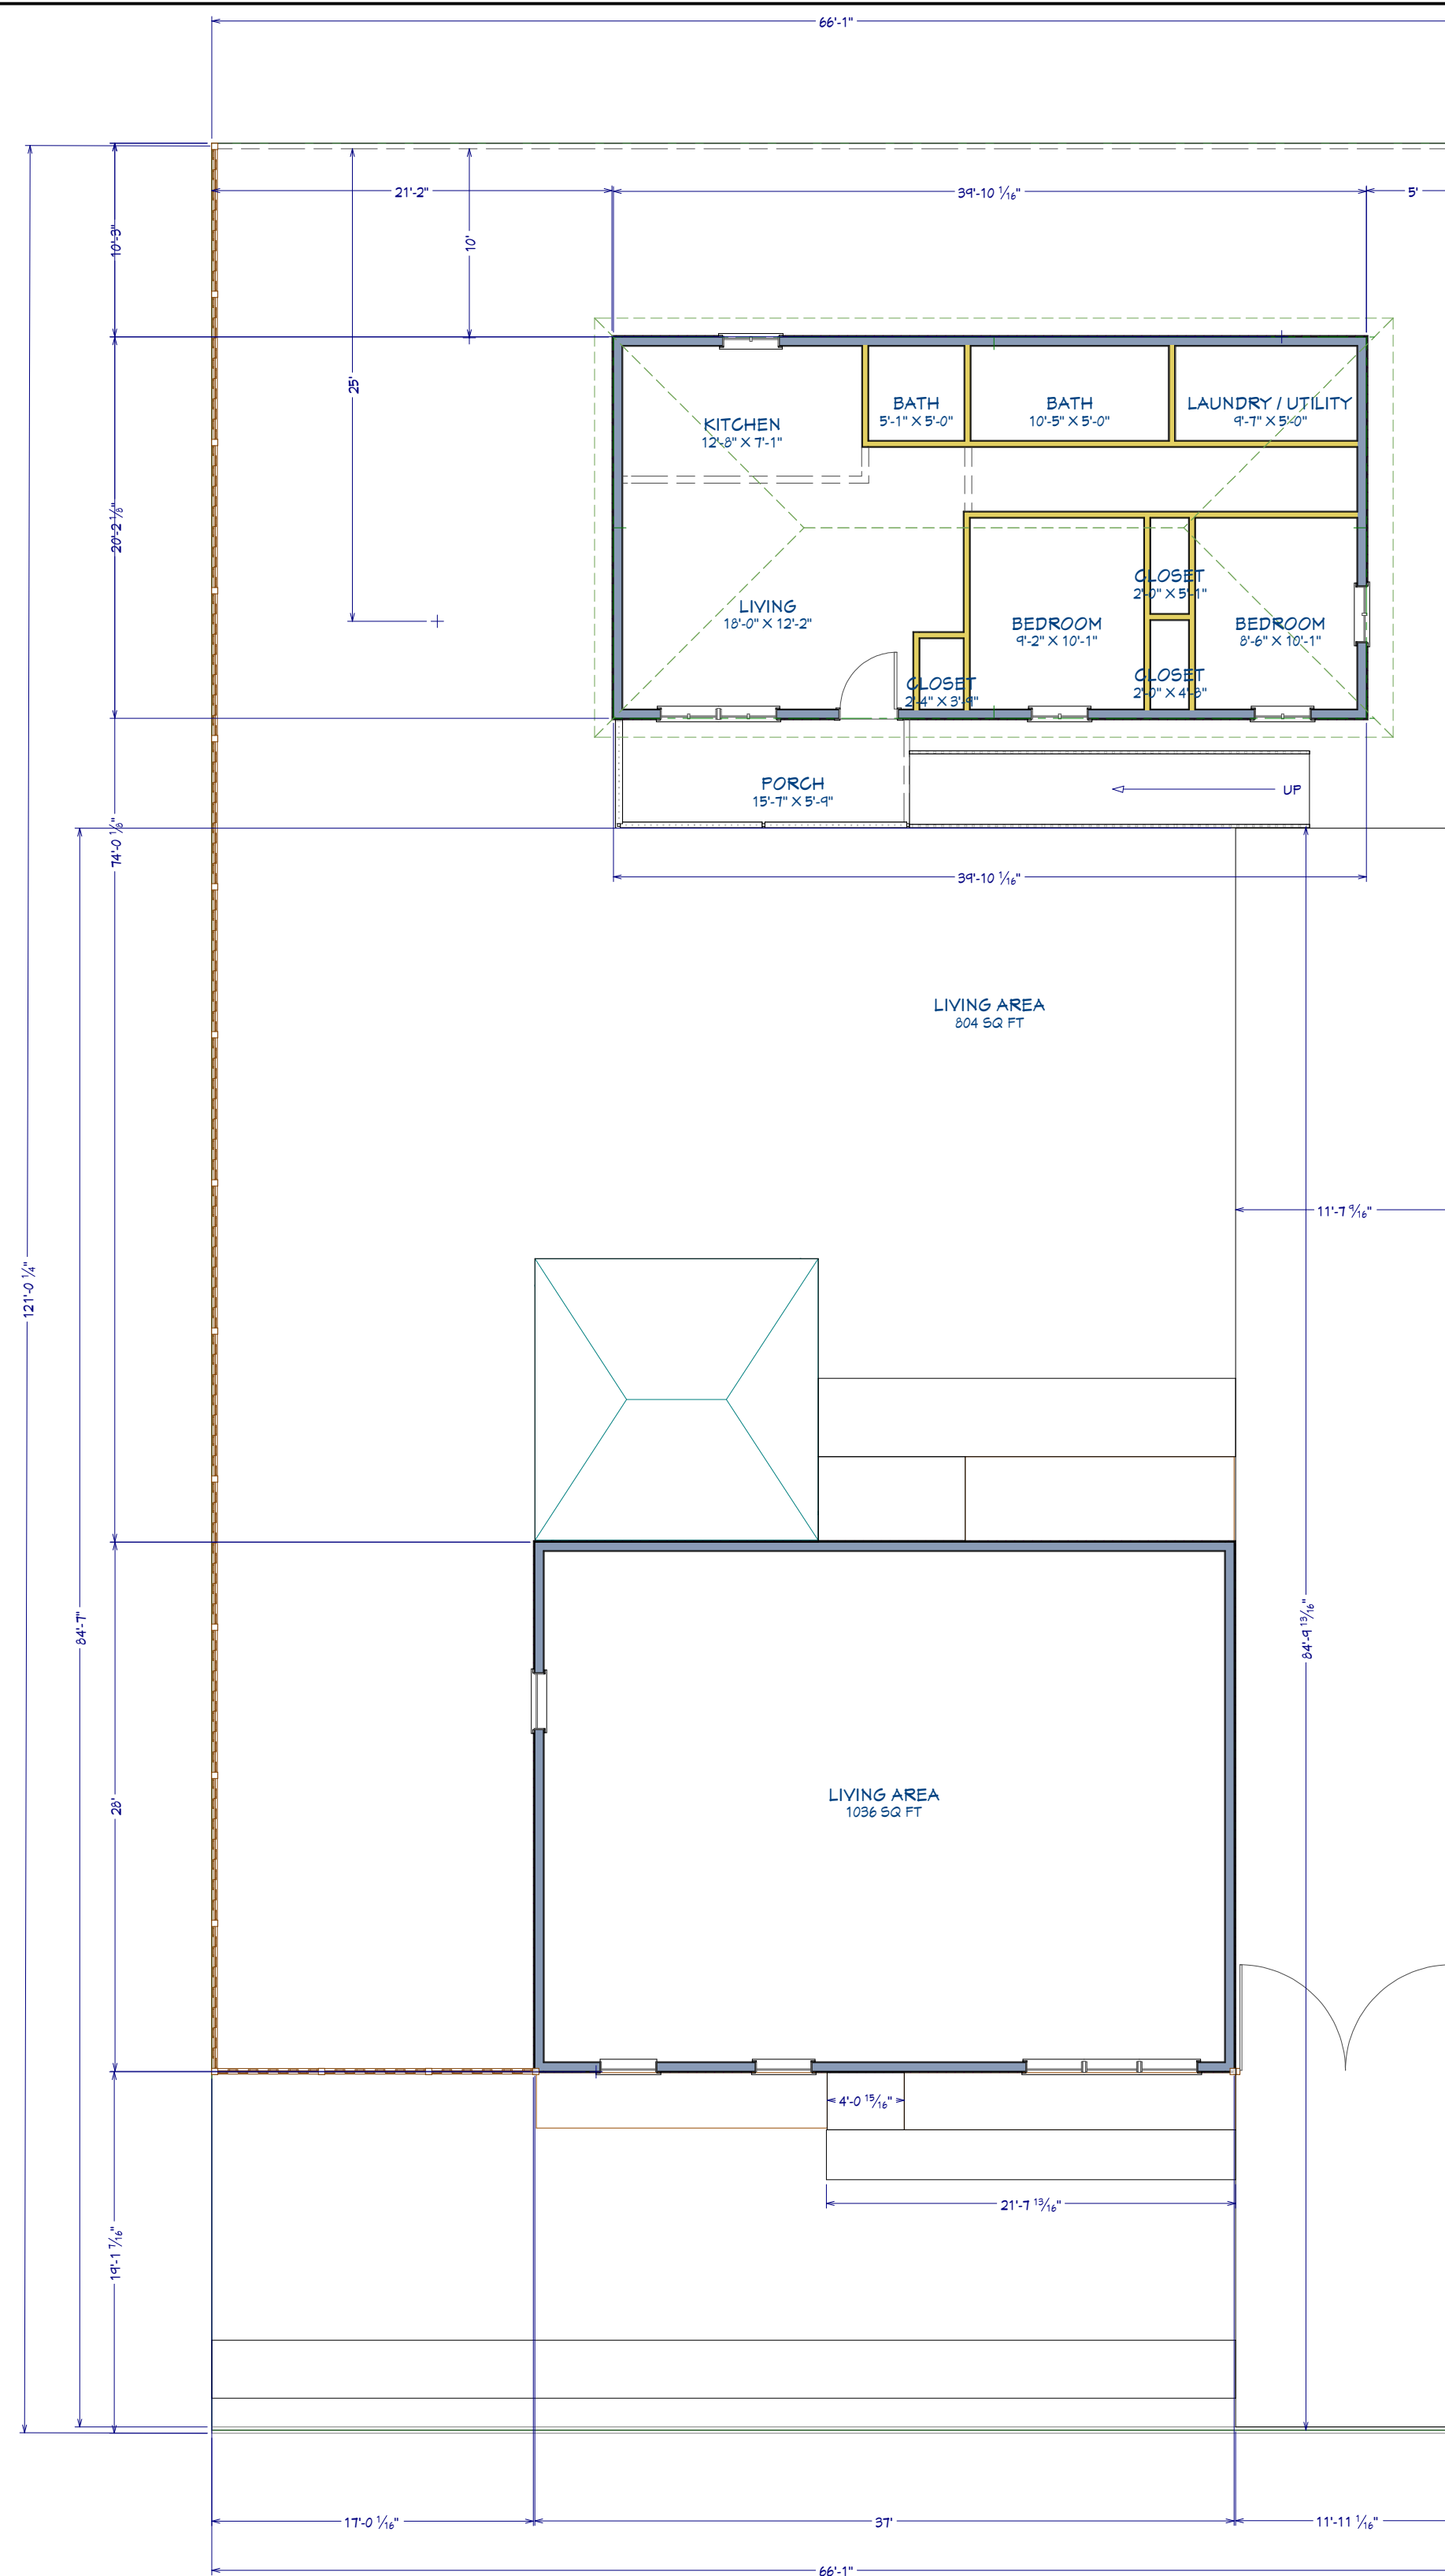 66'-1"
21'-2"
39'-10 1/16"
5'
10'-3"
10'
25'
KITCHEN
12'-8" X 7'-1"
BATH
5'-1" X 5'-0"
BATH
10'-5" X 5'-0"
LAUNDRY / UTILITY
9'-7" X 5'-0"
20'-2 1/8"
LIVING
18'-0" X 12'-2"
BEDROOM
9'-2" X 10'-1"
CLOSET
2'-0" X 5'-1"
BEDROOM
8'-6" X 10'-1"
CLOSET
2'-4" X 3'-9"
CLOSET
2'-0" X 4'-8"
PORCH
15'-7" X 5'-9"
UP
74'-0 1/8"
39'-10 1/16"
LIVING AREA
804 SQ FT
11'-7 9/16"
121'-0 1/4"
84'-7"
84'-9 13/16"
28'
LIVING AREA
1036 SQ FT
4'-0 15/16"
21'-7 13/16"
19'-1 7/16"
17'-0 1/16"
37'
11'-11 1/16"
66'-1"